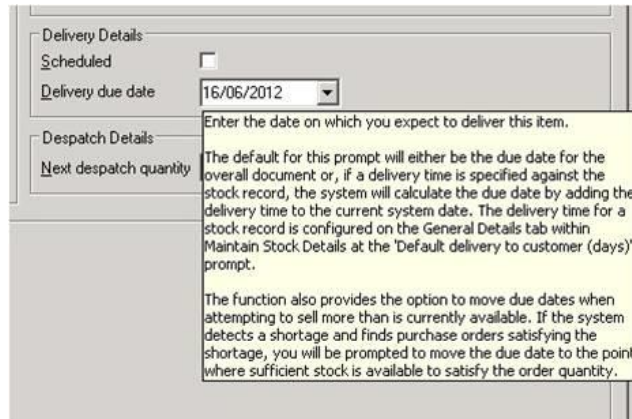 Delivery Details
Scheduled
Delivery due date 16/06/2012
Enter the date on which you expect to deliver this item.
Despatch Details
Next despatch quantity
The default for this prompt will either be the due date for the
overall document or, if a delivery time is specified against the
stock record, the system will calculate the due date by adding the
delivery time to the current system date. The delivery time for a
stock record is configured on the General Details tab within
Maintain Stock Details at the 'Default delivery to customer (days)'
prompt.
The function also provides the option to move due dates when
attempting to sell more than is currently available. If the system
detects a shortage and finds purchase orders satisfying the
shortage, you will be prompted to move the due date to the point
where sufficient stock is available to satisfy the order quantity.